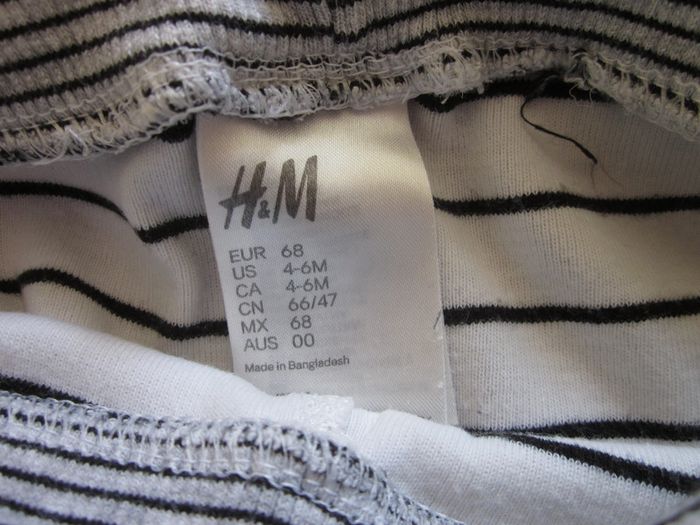 H&M
EUR 68
US 4-6M
CA 4-6M
CN 66/47
MX 68
AUS 00
Made in Bangladesh